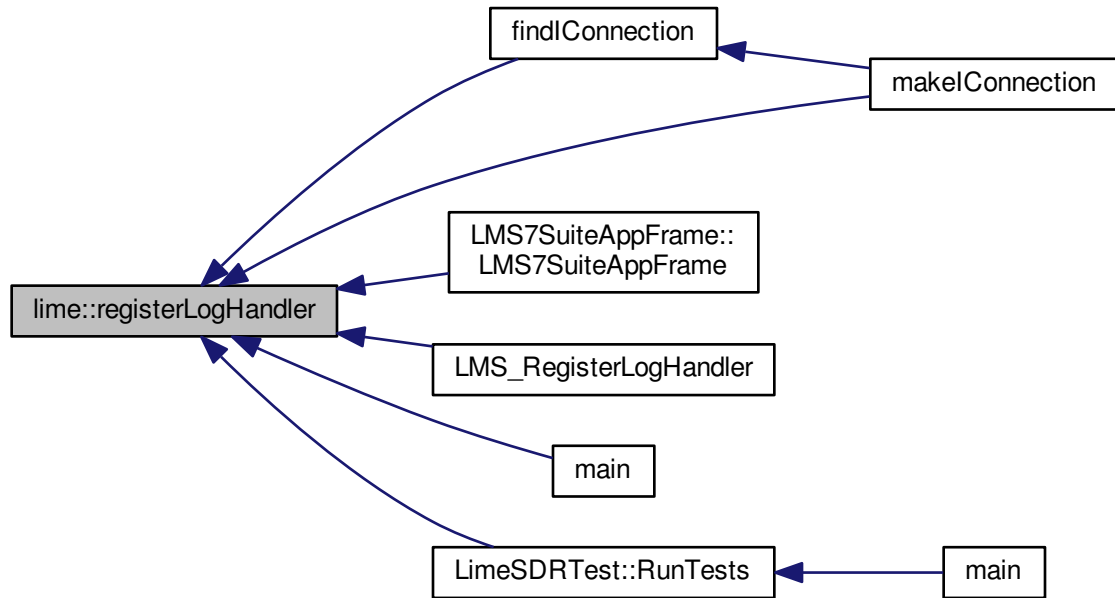 findIConnection
makeIConnection
LMS7SuiteAppFrame::
LMS7SuiteAppFrame
lime::registerLogHandler
LMS_RegisterLogHandler
main
LimeSDRTest::RunTests
main